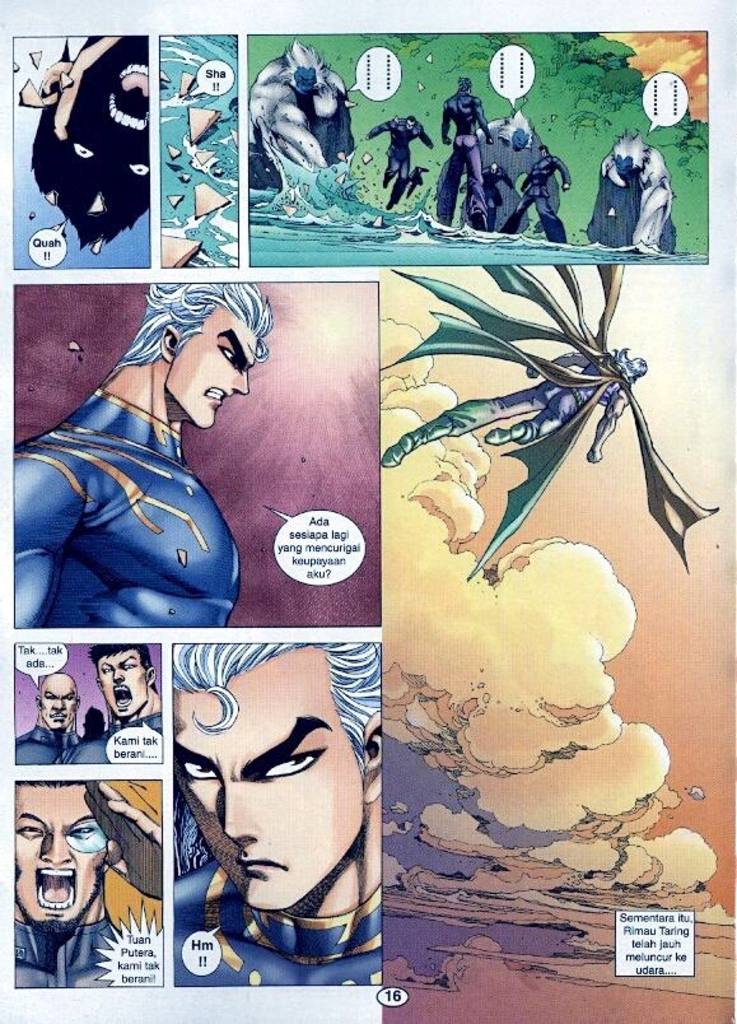 Quah
!!
Sha
!!
Ada
sesiapa lagi
yang mencurigai
keupayaan
aku?
Tak....tak
ada...
Kami tak
berani....
Tuan
Putera,
kami tak
berani!
Hm
!!
Sementara itu,
Rimau Taring
telah jauh
meluncur ke
udara....
16